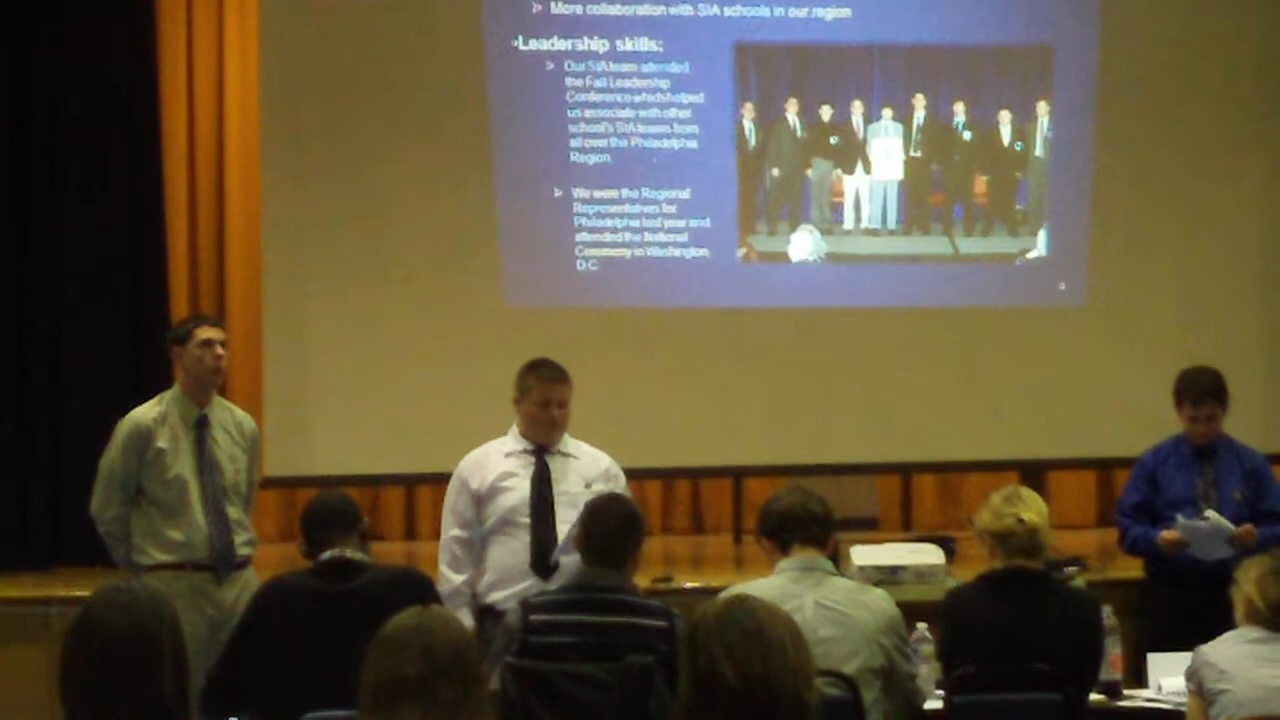 > More collaboration with SIA schools in our region
•Leadership skills:
> Our SIA team attended
the Fall Leadership
Conference which helped
us associate with other
school's SIA teams from
all over the Philadelphia
Region
> We were the Regional
Representatives for
Philadelphia last year and
attended the National
Ceremony in Washington,
D.C.